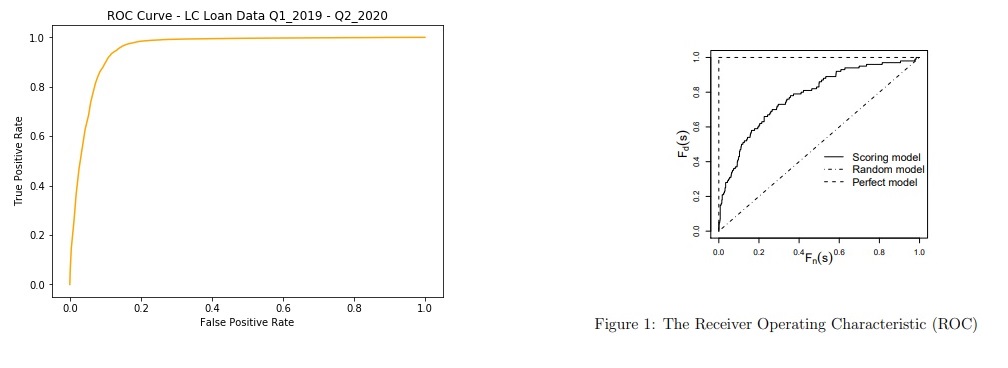 ROC Curve - LC Loan Data Q1_2019 - Q2_2020
1.0
0.8
0.6
0.4
0.2
0.0
True Positive Rate
0.0 0.2 0.4 0.6 0.8 1.0
False Positive Rate
1.0
0.8
0.6
0.4
0.2
0.0
Fd(s)
Scoring model
Random model
Perfect model
0.0 0.2 0.4 0.6 0.8 1.0
Fn(s)
Figure 1: The Receiver Operating Characteristic (ROC)